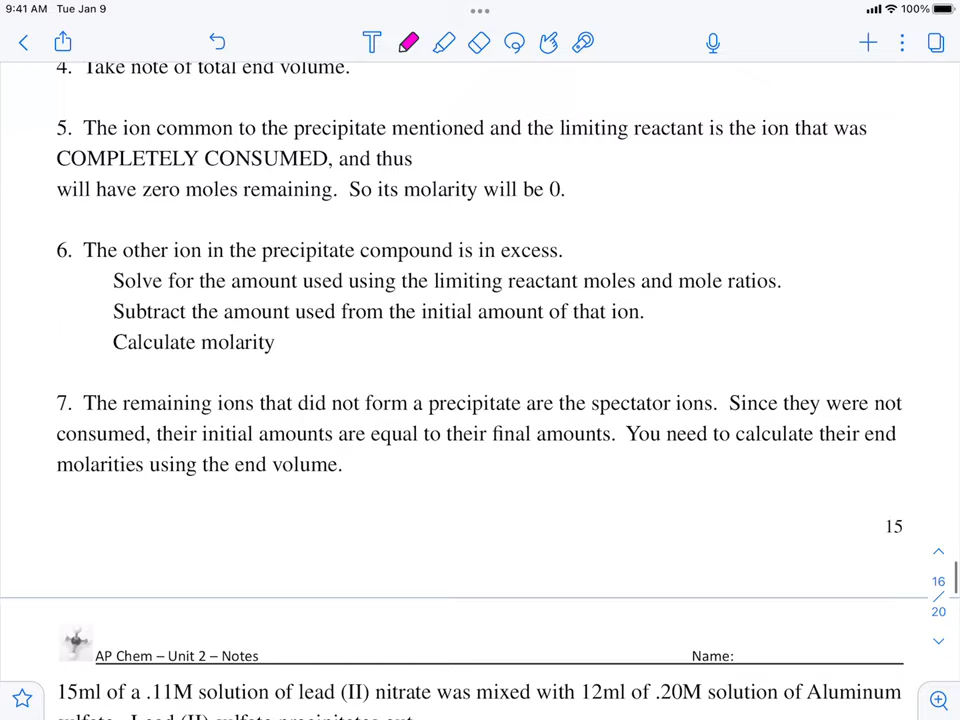 9:41 AM Tue Jan 9 100%
4. Take note of total end volume.
5. The ion common to the precipitate mentioned and the limiting reactant is the ion that was
COMPLETELY CONSUMED, and thus
will have zero moles remaining. So its molarity will be 0.
6. The other ion in the precipitate compound is in excess.
Solve for the amount used using the limiting reactant moles and mole ratios.
Subtract the amount used from the initial amount of that ion.
Calculate molarity
7. The remaining ions that did not form a precipitate are the spectator ions. Since they were not
consumed, their initial amounts are equal to their final amounts. You need to calculate their end
molarities using the end volume.
15
16
/
20
AP Chem – Unit 2 – Notes Name:
15ml of a .11M solution of lead (II) nitrate was mixed with 12ml of .20M solution of Aluminum
sulfate. Lead (II) sulfate precipitates out